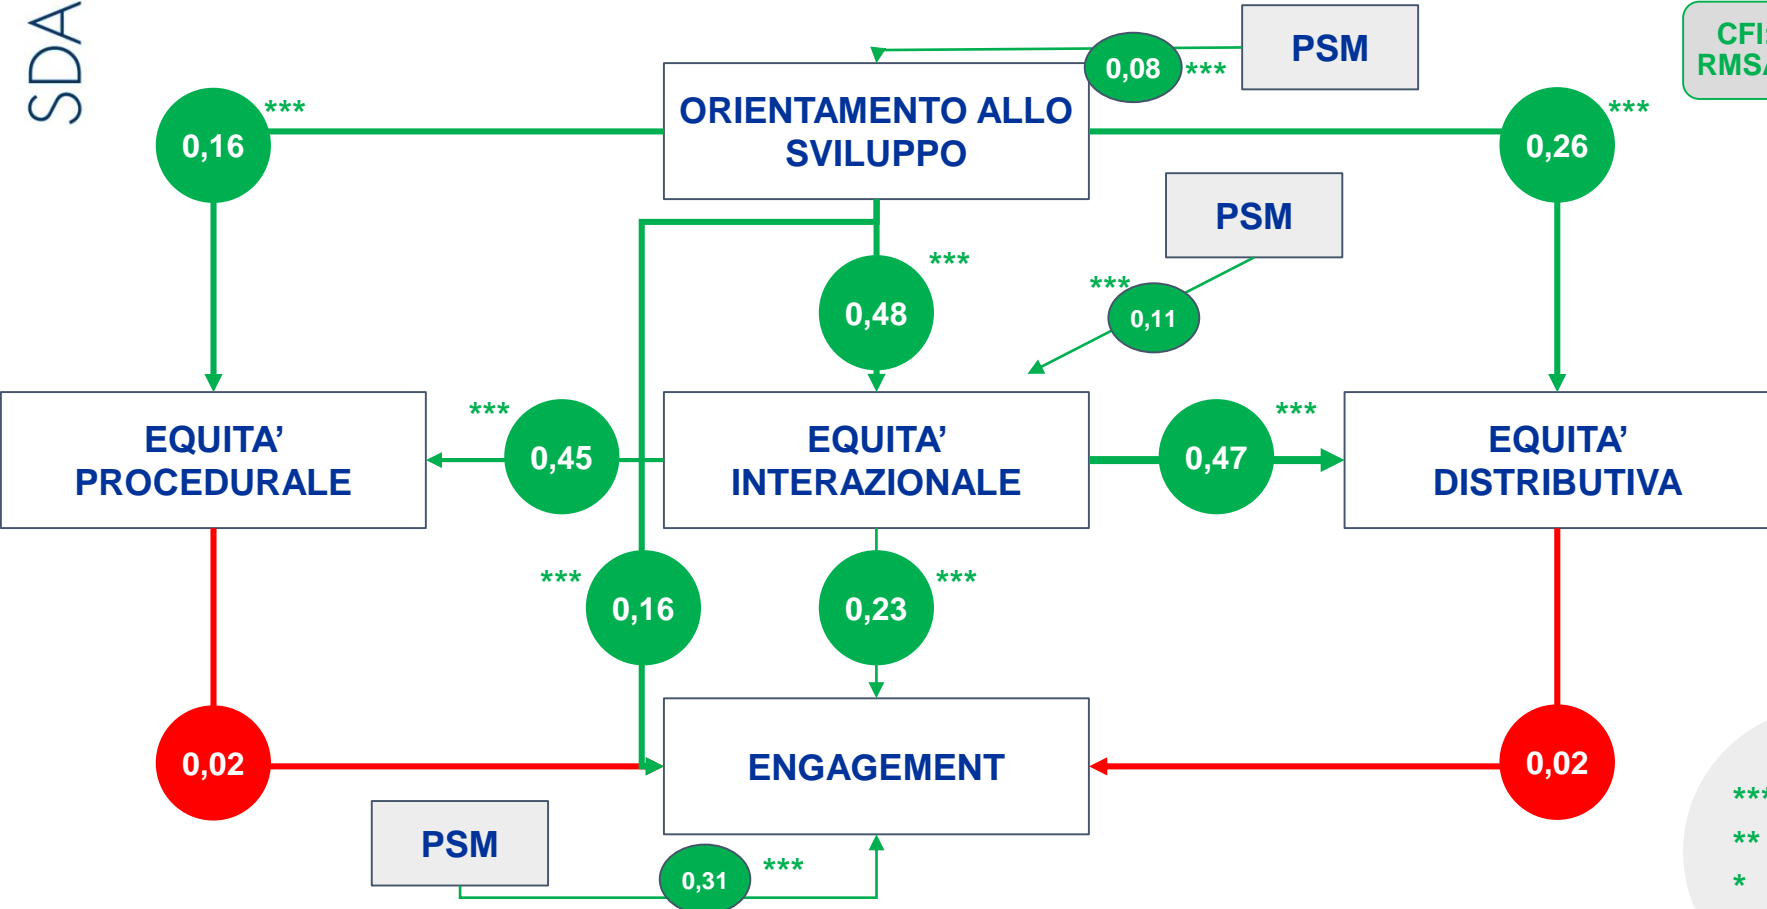 SDA
PSM
0,08
***
ORIENTAMENTO ALLO
SVILUPPO
***
0,16
***
0,26
PSM
***
0,48
***
0,11
EQUITA’
PROCEDURALE
***
0,45
EQUITA’
INTERAZIONALE
***
0,47
EQUITA’
DISTRIBUTIVA
***
0,16
***
0,23
0,02
ENGAGEMENT
0,02
PSM
0,31
***
***
**
*